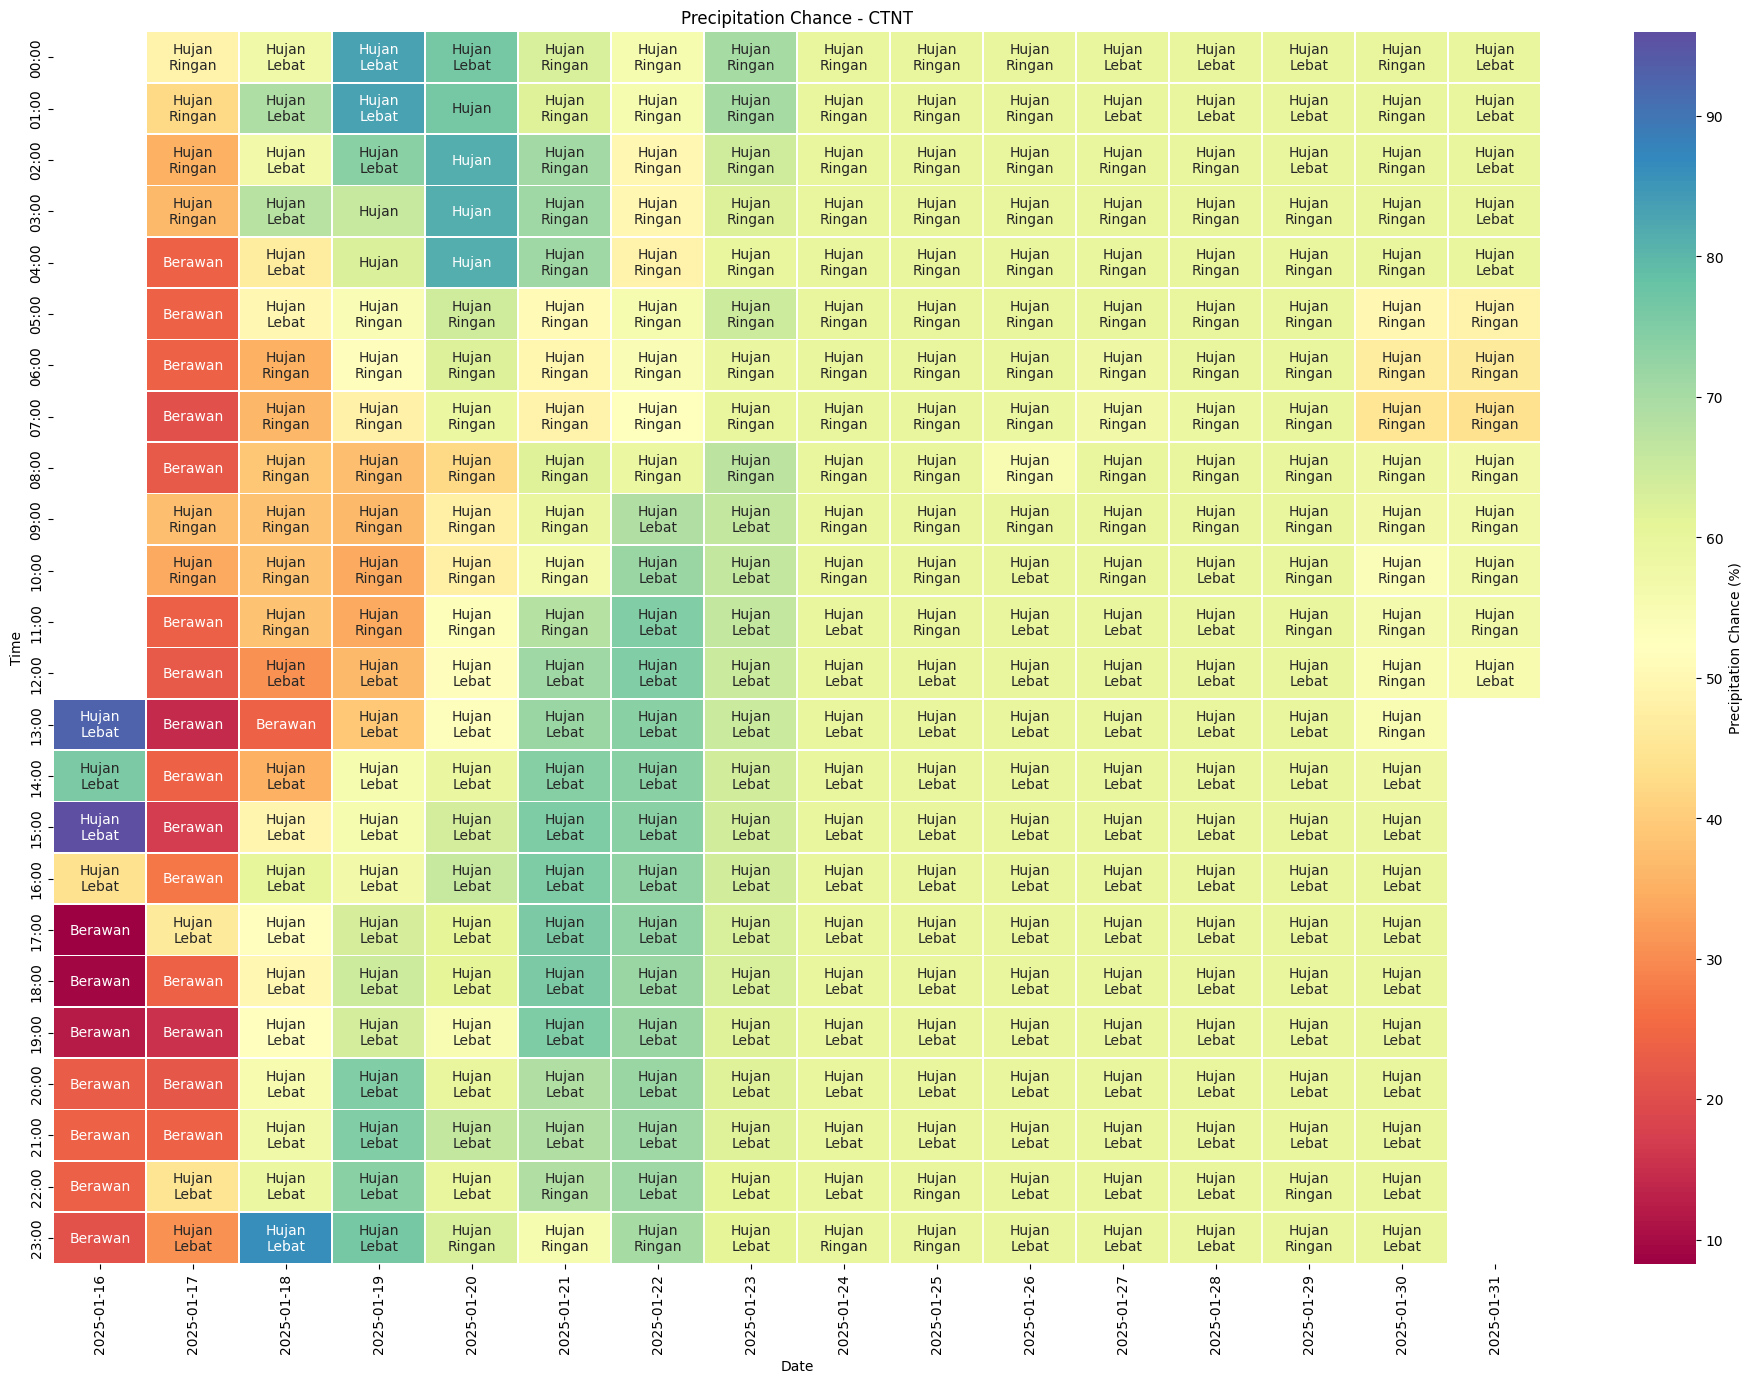 Precipitation Chance - CTNT
00:00 Hujan Ringan Hujan Lebat Hujan Lebat Hujan Lebat Hujan Ringan Hujan Ringan Hujan Ringan Hujan Ringan Hujan Ringan Hujan Ringan Hujan Lebat Hujan Lebat Hujan Lebat Hujan Ringan Hujan Lebat
01:00 Hujan Ringan Hujan Lebat Hujan Lebat Hujan Hujan Ringan Hujan Ringan Hujan Ringan Hujan Ringan Hujan Ringan Hujan Ringan Hujan Lebat Hujan Lebat Hujan Lebat Hujan Ringan Hujan Lebat
02:00 Hujan Ringan Hujan Lebat Hujan Lebat Hujan Hujan Ringan Hujan Ringan Hujan Ringan Hujan Ringan Hujan Ringan Hujan Ringan Hujan Ringan Hujan Ringan Hujan Lebat Hujan Ringan Hujan Lebat
03:00 Hujan Ringan Hujan Lebat Hujan Hujan Hujan Ringan Hujan Ringan Hujan Ringan Hujan Ringan Hujan Ringan Hujan Ringan Hujan Ringan Hujan Ringan Hujan Ringan Hujan Ringan Hujan Lebat
04:00 Berawan Hujan Lebat Hujan Hujan Hujan Ringan Hujan Ringan Hujan Ringan Hujan Ringan Hujan Ringan Hujan Ringan Hujan Ringan Hujan Ringan Hujan Ringan Hujan Ringan Hujan Lebat
05:00 Berawan Hujan Lebat Hujan Ringan Hujan Ringan Hujan Ringan Hujan Ringan Hujan Ringan Hujan Ringan Hujan Ringan Hujan Ringan Hujan Ringan Hujan Ringan Hujan Ringan Hujan Ringan Hujan Ringan
06:00 Berawan Hujan Ringan Hujan Ringan Hujan Ringan Hujan Ringan Hujan Ringan Hujan Ringan Hujan Ringan Hujan Ringan Hujan Ringan Hujan Ringan Hujan Ringan Hujan Ringan Hujan Ringan Hujan Ringan
07:00 Berawan Hujan Ringan Hujan Ringan Hujan Ringan Hujan Ringan Hujan Ringan Hujan Ringan Hujan Ringan Hujan Ringan Hujan Ringan Hujan Ringan Hujan Ringan Hujan Ringan Hujan Ringan Hujan Ringan
08:00 Berawan Hujan Ringan Hujan Ringan Hujan Ringan Hujan Ringan Hujan Ringan Hujan Ringan Hujan Ringan Hujan Ringan Hujan Ringan Hujan Ringan Hujan Ringan Hujan Ringan Hujan Ringan Hujan Ringan
09:00 Hujan Ringan Hujan Ringan Hujan Ringan Hujan Ringan Hujan Ringan Hujan Lebat Hujan Lebat Hujan Ringan Hujan Ringan Hujan Ringan Hujan Ringan Hujan Ringan Hujan Ringan Hujan Ringan Hujan Ringan
10:00 Hujan Ringan Hujan Ringan Hujan Ringan Hujan Ringan Hujan Ringan Hujan Lebat Hujan Lebat Hujan Ringan Hujan Ringan Hujan Lebat Hujan Ringan Hujan Lebat Hujan Ringan Hujan Ringan Hujan Ringan
11:00 Berawan Hujan Ringan Hujan Ringan Hujan Ringan Hujan Ringan Hujan Lebat Hujan Lebat Hujan Lebat Hujan Ringan Hujan Lebat Hujan Lebat Hujan Lebat Hujan Ringan Hujan Ringan Hujan Ringan
12:00 Berawan Hujan Lebat Hujan Lebat Hujan Lebat Hujan Lebat Hujan Lebat Hujan Lebat Hujan Lebat Hujan Lebat Hujan Lebat Hujan Lebat Hujan Lebat Hujan Lebat Hujan Ringan Hujan Lebat
13:00 Hujan Lebat Berawan Berawan Hujan Lebat Hujan Lebat Hujan Lebat Hujan Lebat Hujan Lebat Hujan Lebat Hujan Lebat Hujan Lebat Hujan Lebat Hujan Lebat Hujan Lebat Hujan Ringan
14:00 Hujan Lebat Berawan Hujan Lebat Hujan Lebat Hujan Lebat Hujan Lebat Hujan Lebat Hujan Lebat Hujan Lebat Hujan Lebat Hujan Lebat Hujan Lebat Hujan Lebat Hujan Lebat Hujan Lebat
15:00 Hujan Lebat Berawan Hujan Lebat Hujan Lebat Hujan Lebat Hujan Lebat Hujan Lebat Hujan Lebat Hujan Lebat Hujan Lebat Hujan Lebat Hujan Lebat Hujan Lebat Hujan Lebat Hujan Lebat
16:00 Hujan Lebat Berawan Hujan Lebat Hujan Lebat Hujan Lebat Hujan Lebat Hujan Lebat Hujan Lebat Hujan Lebat Hujan Lebat Hujan Lebat Hujan Lebat Hujan Lebat Hujan Lebat Hujan Lebat
17:00 Berawan Hujan Lebat Hujan Lebat Hujan Lebat Hujan Lebat Hujan Lebat Hujan Lebat Hujan Lebat Hujan Lebat Hujan Lebat Hujan Lebat Hujan Lebat Hujan Lebat Hujan Lebat Hujan Lebat
18:00 Berawan Berawan Hujan Lebat Hujan Lebat Hujan Lebat Hujan Lebat Hujan Lebat Hujan Lebat Hujan Lebat Hujan Lebat Hujan Lebat Hujan Lebat Hujan Lebat Hujan Lebat Hujan Lebat
19:00 Berawan Berawan Hujan Lebat Hujan Lebat Hujan Lebat Hujan Lebat Hujan Lebat Hujan Lebat Hujan Lebat Hujan Lebat Hujan Lebat Hujan Lebat Hujan Lebat Hujan Lebat Hujan Lebat
20:00 Berawan Berawan Hujan Lebat Hujan Lebat Hujan Lebat Hujan Lebat Hujan Lebat Hujan Lebat Hujan Lebat Hujan Lebat Hujan Lebat Hujan Lebat Hujan Lebat Hujan Lebat Hujan Lebat
21:00 Berawan Berawan Hujan Lebat Hujan Lebat Hujan Lebat Hujan Lebat Hujan Lebat Hujan Lebat Hujan Lebat Hujan Lebat Hujan Lebat Hujan Lebat Hujan Lebat Hujan Lebat Hujan Lebat
22:00 Berawan Hujan Lebat Hujan Lebat Hujan Lebat Hujan Lebat Hujan Ringan Hujan Lebat Hujan Lebat Hujan Lebat Hujan Ringan Hujan Lebat Hujan Lebat Hujan Lebat Hujan Ringan Hujan Lebat
23:00 Berawan Hujan Lebat Hujan Lebat Hujan Lebat Hujan Ringan Hujan Ringan Hujan Ringan Hujan Lebat Hujan Ringan Hujan Ringan Hujan Lebat Hujan Lebat Hujan Lebat Hujan Ringan Hujan Lebat
Time
2025-01-16 2025-01-17 2025-01-18 2025-01-19 2025-01-20 2025-01-21 2025-01-22 2025-01-23 2025-01-24 2025-01-25 2025-01-26 2025-01-27 2025-01-28 2025-01-29 2025-01-30 2025-01-31
Date
90
80
70
60
50
40
30
20
10
Precipitation Chance (%)